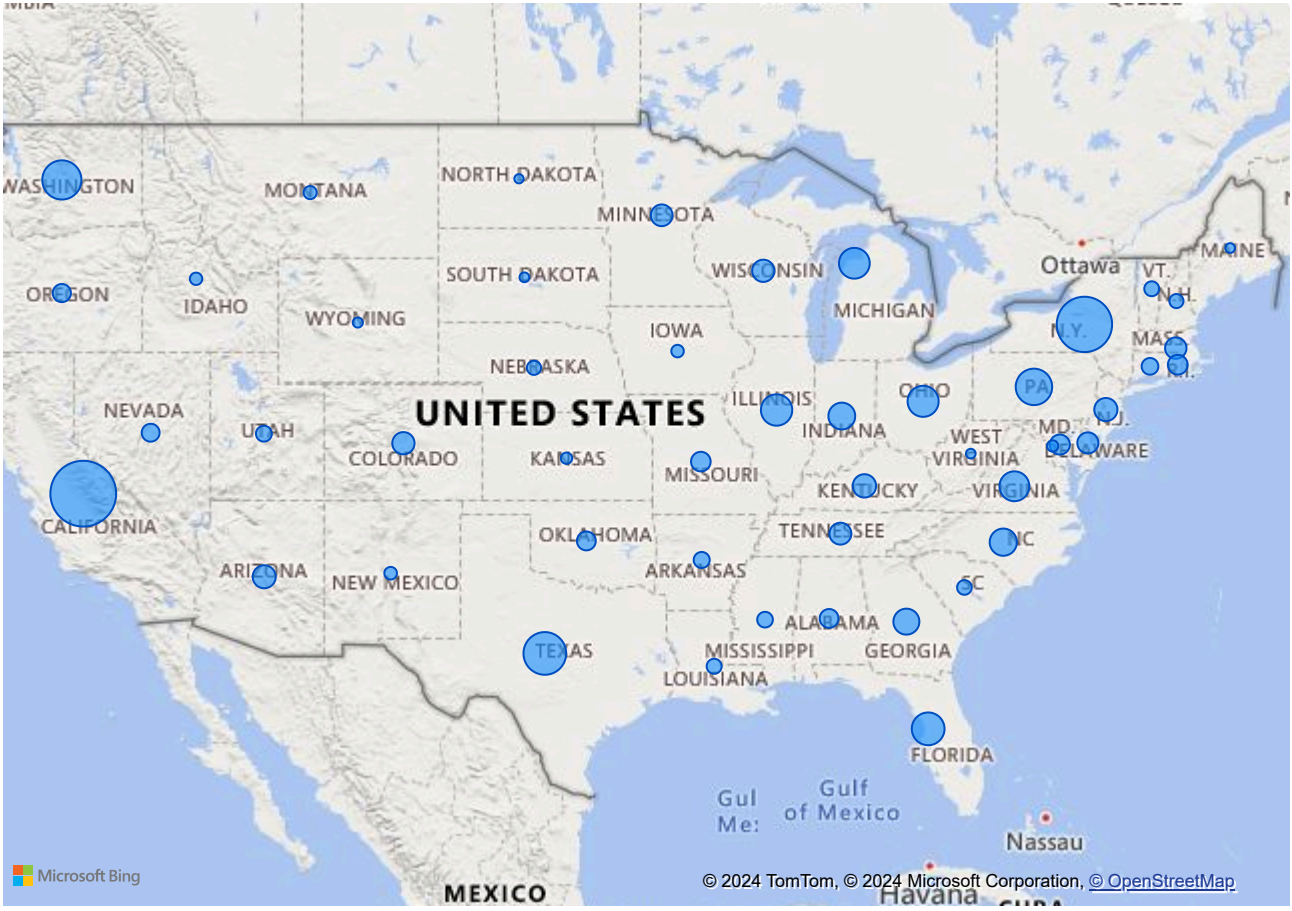 WASHINGTON
MONTANA
NORTH DAKOTA
MINNESOTA
OREGON
IDAHO
SOUTH DAKOTA
WISCONSIN
MICHIGAN
Ottawa
MAINE
VT.
N.H.
WYOMING
IOWA
N.Y.
MASS
R.I.
NEBRASKA
NEVADA
UTAH
COLORADO
UNITED STATES
ILLINOIS
INDIANA
OHIO
PA
N.J.
MD.
DELAWARE
WEST
VIRGINIA
KANSAS
MISSOURI
KENTUCKY
VIRGINIA
CALIFORNIA
OKLAHOMA
TENNESSEE
NC
ARIZONA
NEW MEXICO
ARKANSAS
SC
TEXAS
MISSISSIPPI
ALABAMA
GEORGIA
LOUISIANA
FLORIDA
Gul
Me:
Gulf
of Mexico
Nassau
Havana
MEXICO
Microsoft Bing
© 2024 TomTom, © 2024 Microsoft Corporation, © OpenStreetMap